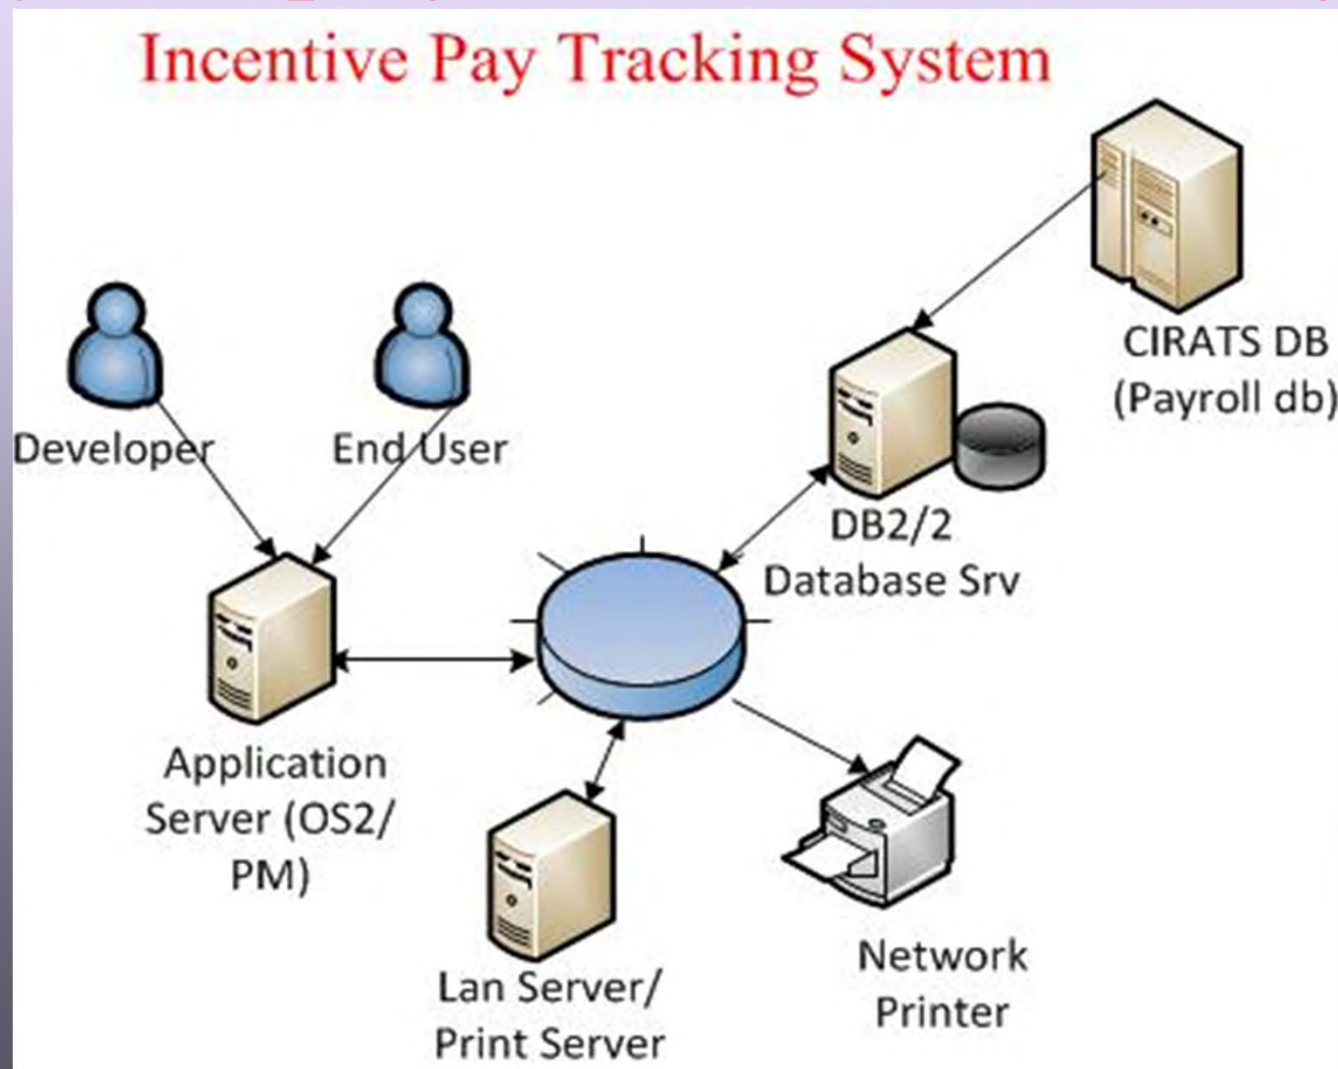 Incentive Pay Tracking System
CIRATS DB
(Payroll db)
Developer
End User
DB2/2
Database Srv
Application
Server (OS2/
PM)
Lan Server/
Print Server
Network
Printer